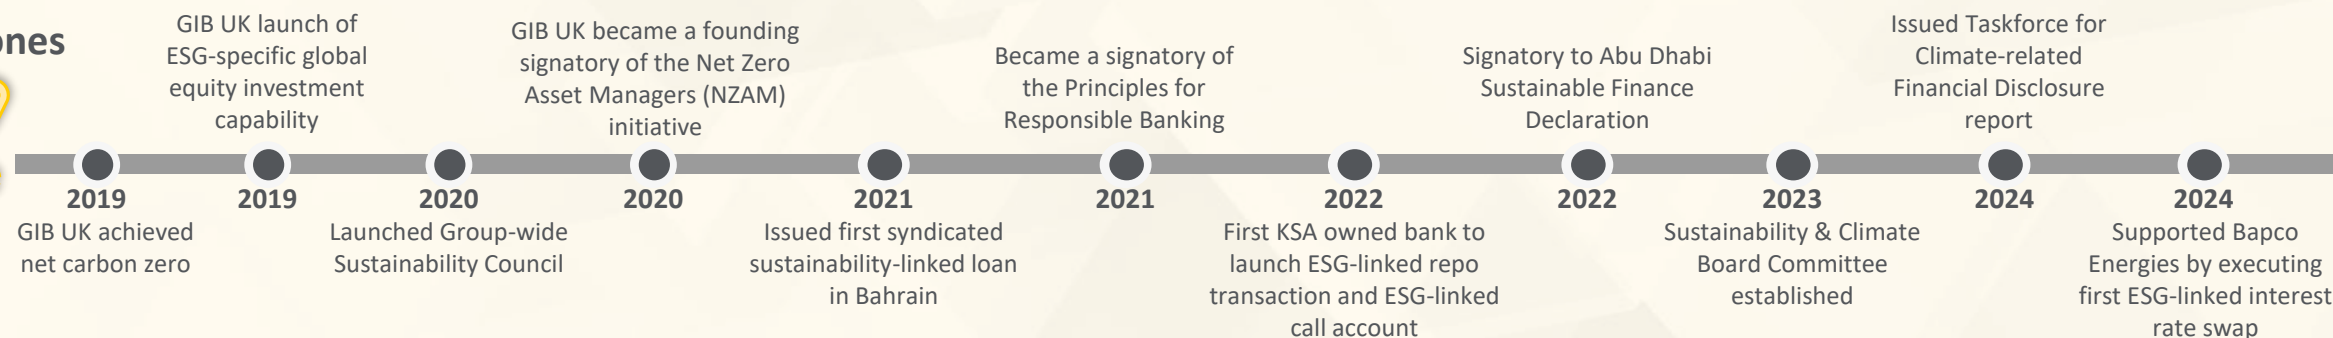 ones
GIB UK launch of
ESG-specific global
equity investment
capability
GIB UK became a founding
signatory of the Net Zero
Asset Managers (NZAM)
initiative
Became a signatory of
the Principles for
Responsible Banking
Signatory to Abu Dhabi
Sustainable Finance
Declaration
Issued Taskforce for
Climate-related
Financial Disclosure
report
2019
2019
2020
2020
2021
2021
2022
2022
2023
2024
2024
GIB UK achieved
net carbon zero
Launched Group-wide
Sustainability Council
Issued first syndicated
sustainability-linked loan
in Bahrain
First KSA owned bank to
launch ESG-linked repo
transaction and ESG-linked
call account
Sustainability & Climate
Board Committee
established
Supported Bapco
Energies by executing
first ESG-linked interest
rate swap